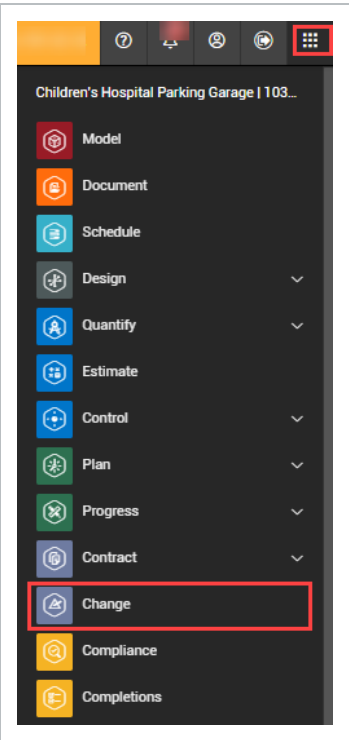 Children's Hospital Parking Garage | 103...
Model
Document
Schedule
Design
Quantify
Estimate
Control
Plan
Progress
Contract
Change
Compliance
Completions